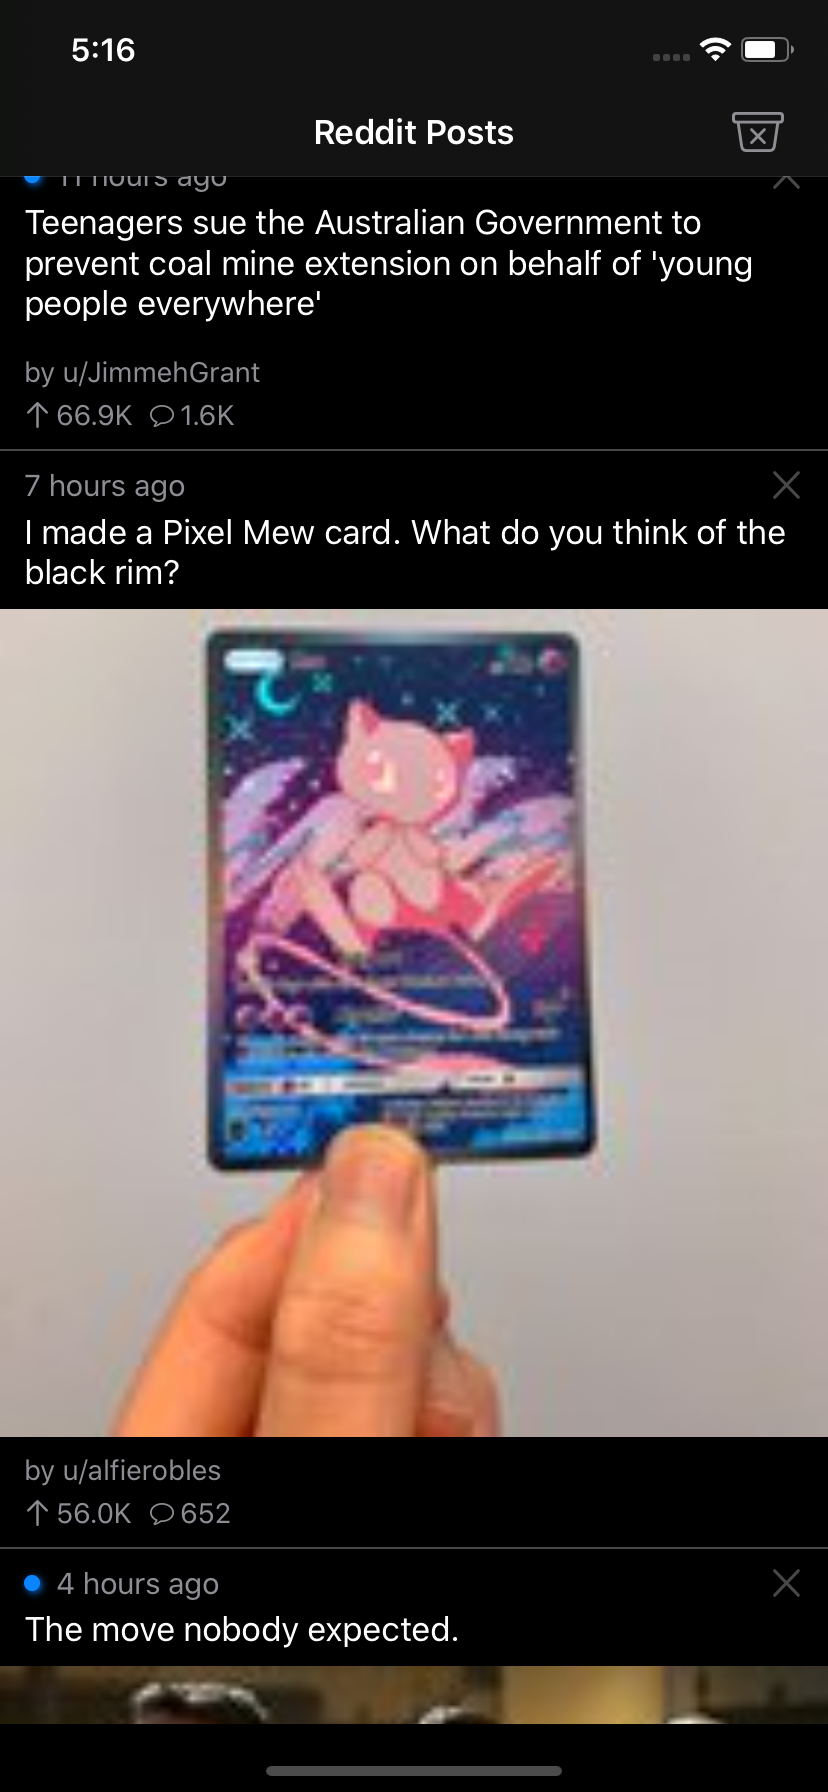 5:16
Reddit Posts
11 hours ago
Teenagers sue the Australian Government to
prevent coal mine extension on behalf of 'young
people everywhere'
by u/JimmehGrant
66.9K 1.6K
7 hours ago
I made a Pixel Mew card. What do you think of the
black rim?
by u/alfierobles
56.0K 652
4 hours ago
The move nobody expected.